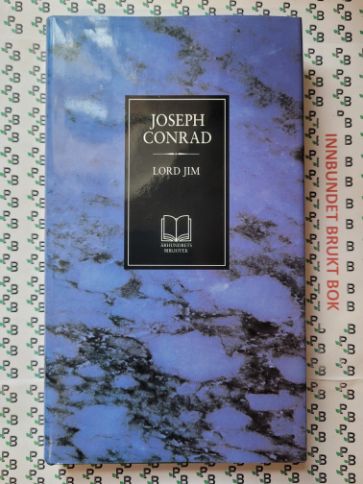 JOSEPH
CONRAD
LORD JIM
ÅRHUNDRETS
BIBLIOTEK
INNBUNDET BRUKT BOK